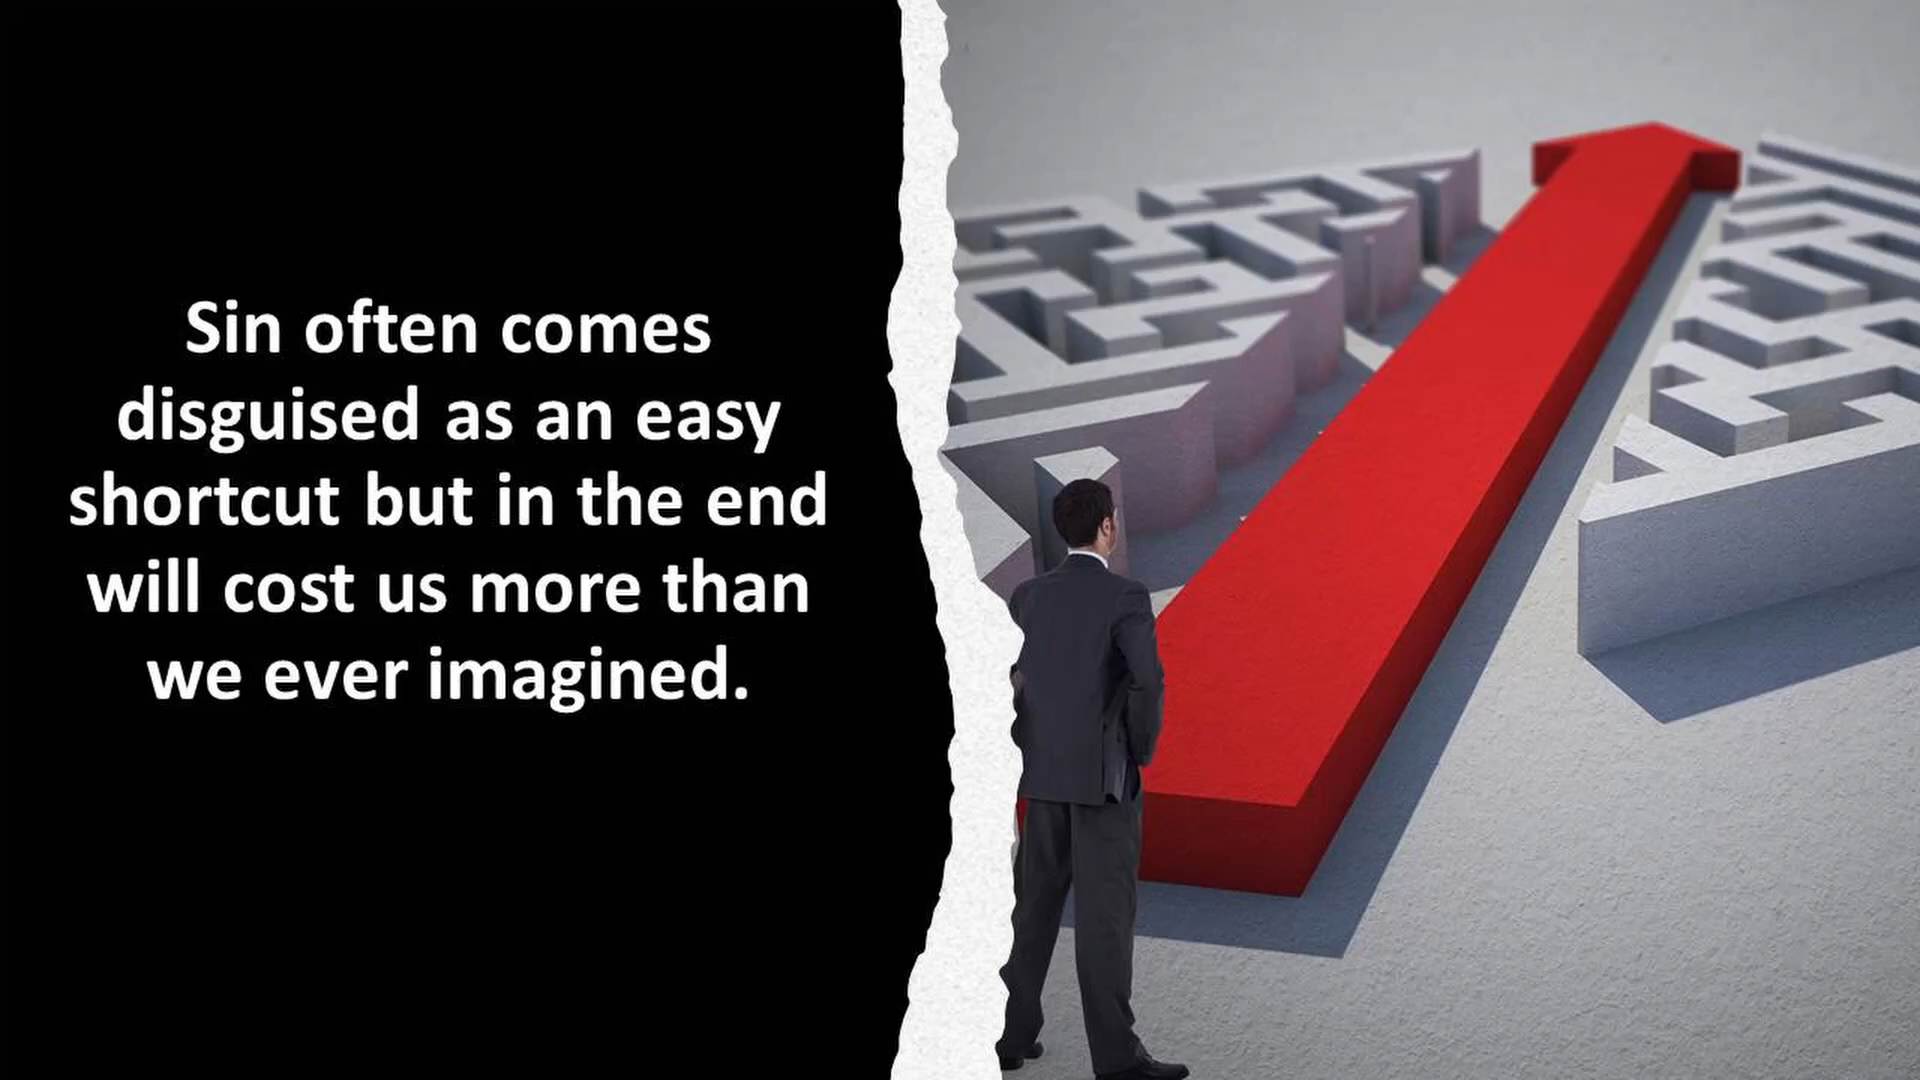 Sin often comes
disguised as an easy
shortcut but in the end
will cost us more than
we ever imagined.